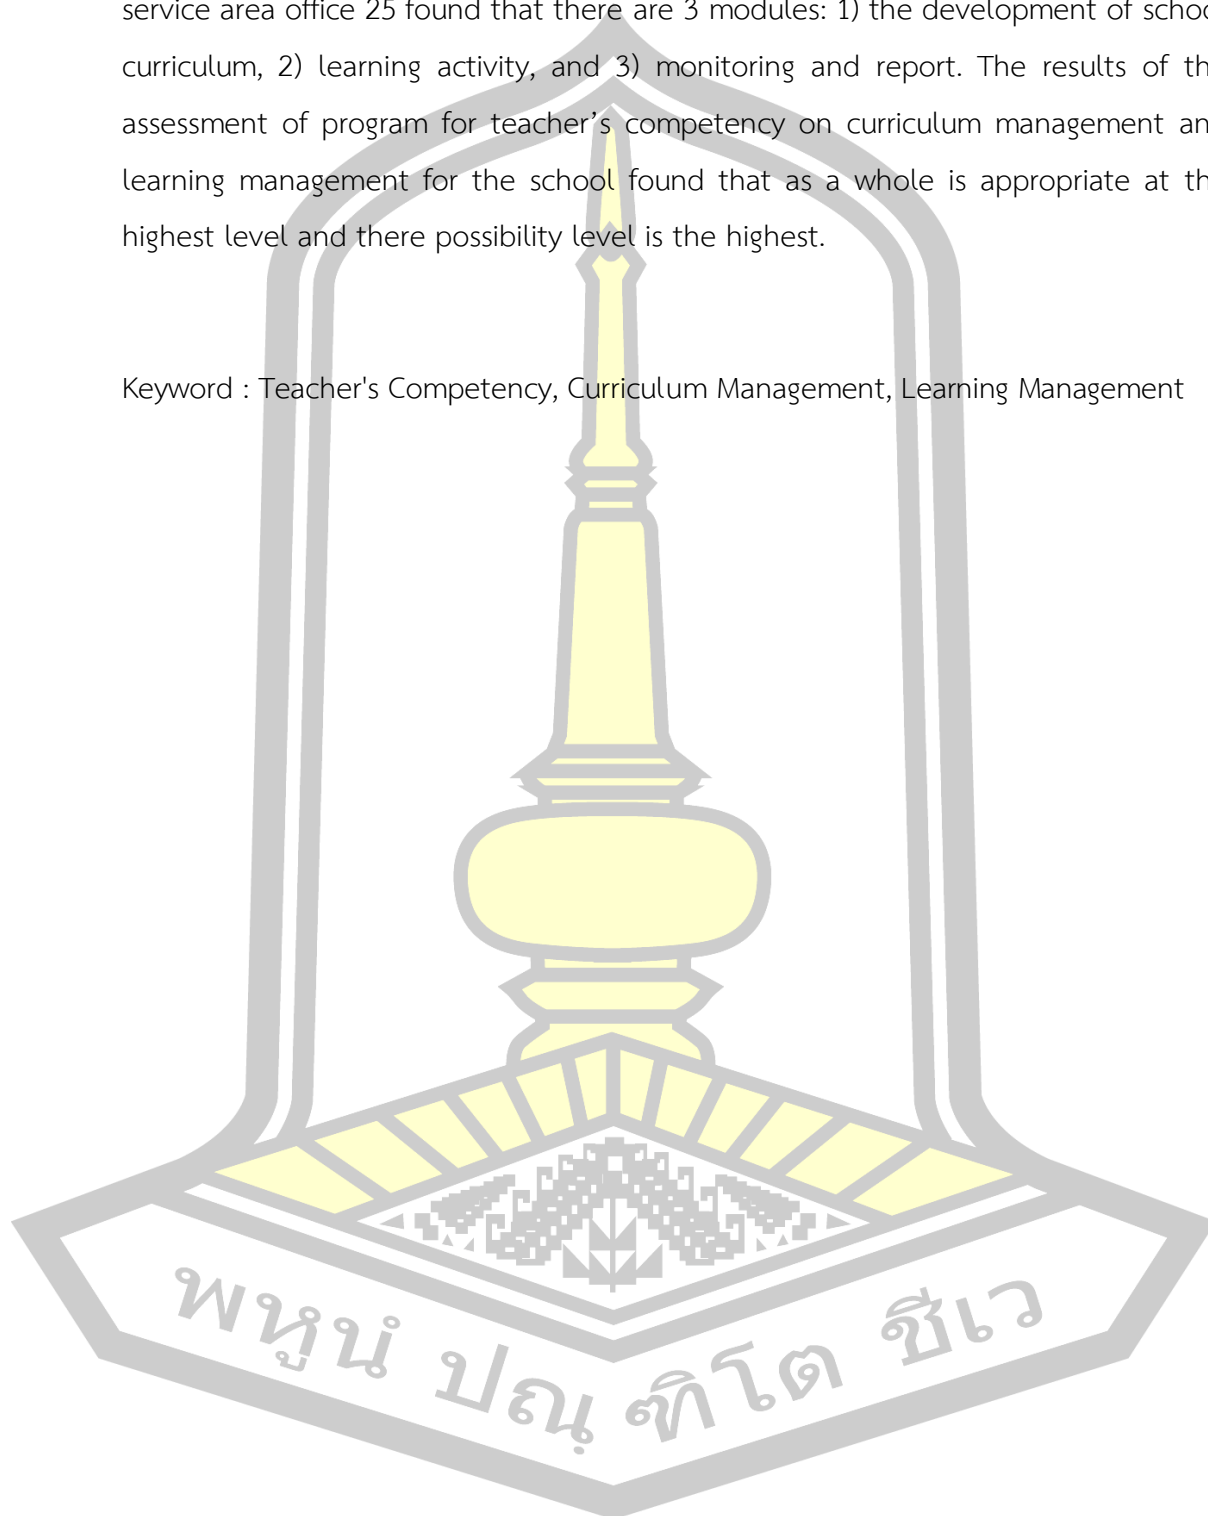 service area office 25 found that there are 3 modules: 1) the development of schoo
curriculum, 2) learning activity, and 3) monitoring and report. The results of th
assessment of program for teacher’s competency on curriculum management an
learning management for the school found that as a whole is appropriate at th
highest level and there possibility level is the highest.
Keyword : Teacher's Competency, Curriculum Management, Learning Management
พหูนํ ปณฺฑิโต ชีเว